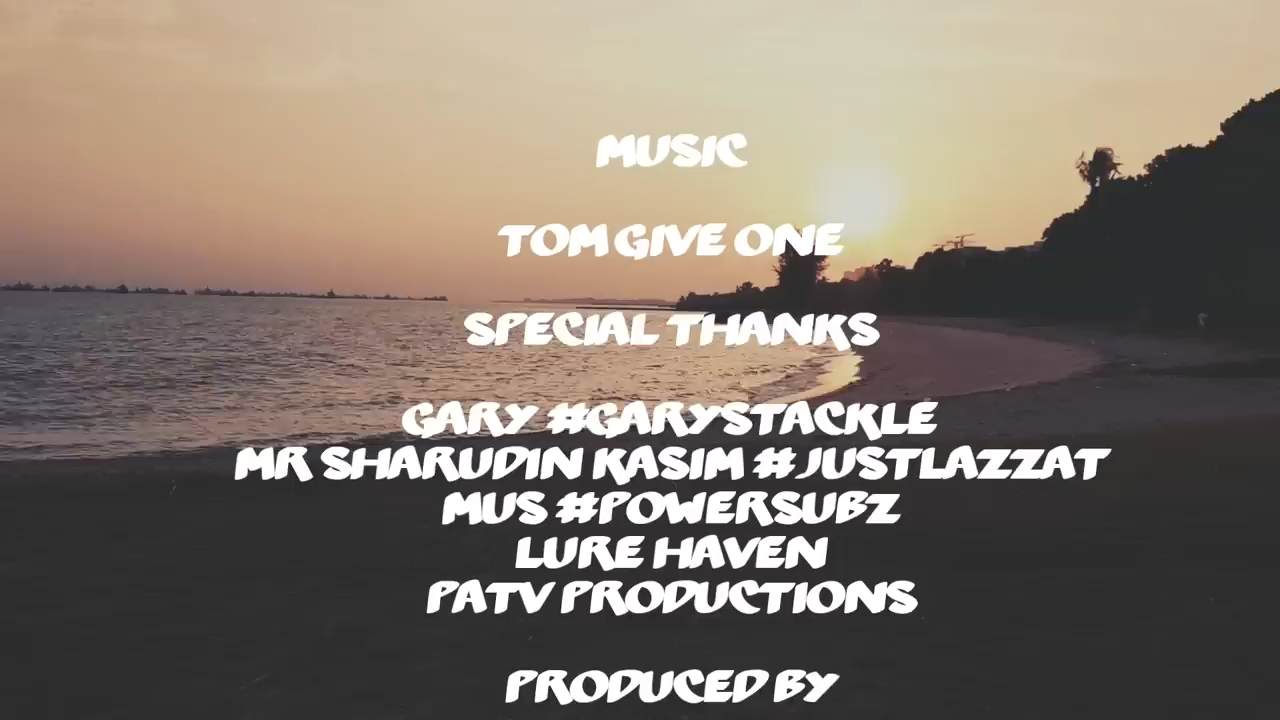 MUSIC
TOM GIVE ONE
SPECIAL THANKS
GARY #GARYSTACKLE
MR SHARUDIN KASIM #JUSTLAZZAT
MUS #POWERSUBZ
LURE HAVEN
PATV PRODUCTIONS
PRODUCED BY